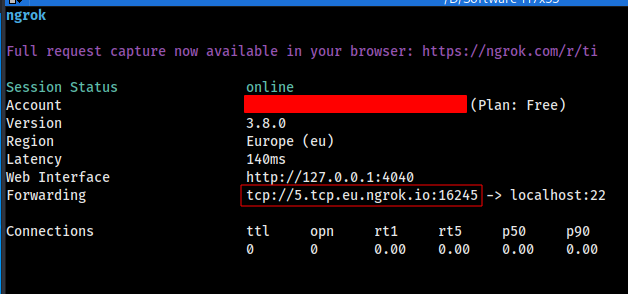 ngrok
Full request capture now available in your browser: https://ngrok.com/r/ti
Session Status online
Account (Plan: Free)
Version 3.8.0
Region Europe (eu)
Latency 140ms
Web Interface http://127.0.0.1:4040
Forwarding tcp://5.tcp.eu.ngrok.io:16245 -> localhost:22
Connections ttl opn rt1 rt5 p50 p90
0 0 0.00 0.00 0.00 0.00